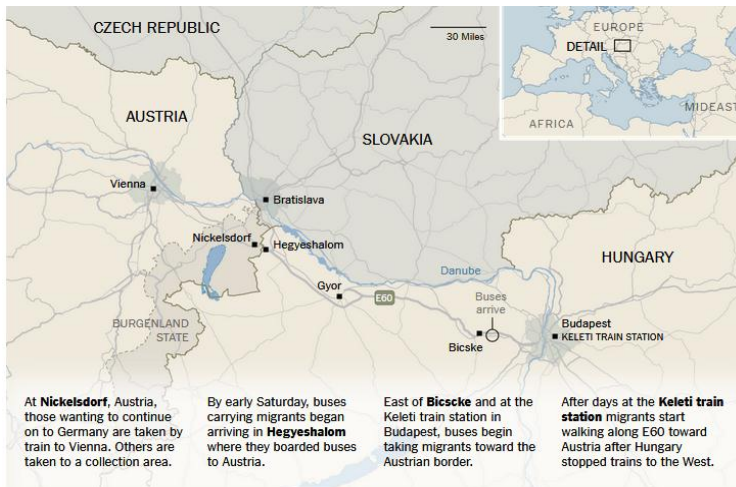 CZECH REPUBLIC
30 Miles
EUROPE
DETAIL
MIDEAST
AFRICA
AUSTRIA
SLOVAKIA
Vienna
Bratislava
Nickelsdorf
Hegyeshalom
HUNGARY
Danube
Gyor
E60
Buses
arrive
BURGENLAND
STATE
Bicske
Budapest
KELETI TRAIN STATION
At Nickelsdorf, Austria,
those wanting to continue
on to Germany are taken by
train to Vienna. Others are
taken to a collection area.
By early Saturday, buses
carrying migrants began
arriving in Hegyeshalom
where they boarded buses
to Austria.
East of Bicscke and at the
Keleti train station in
Budapest, buses begin
taking migrants toward the
Austrian border.
After days at the Keleti train
station migrants start
walking along E60 toward
Austria after Hungary
stopped trains to the West.